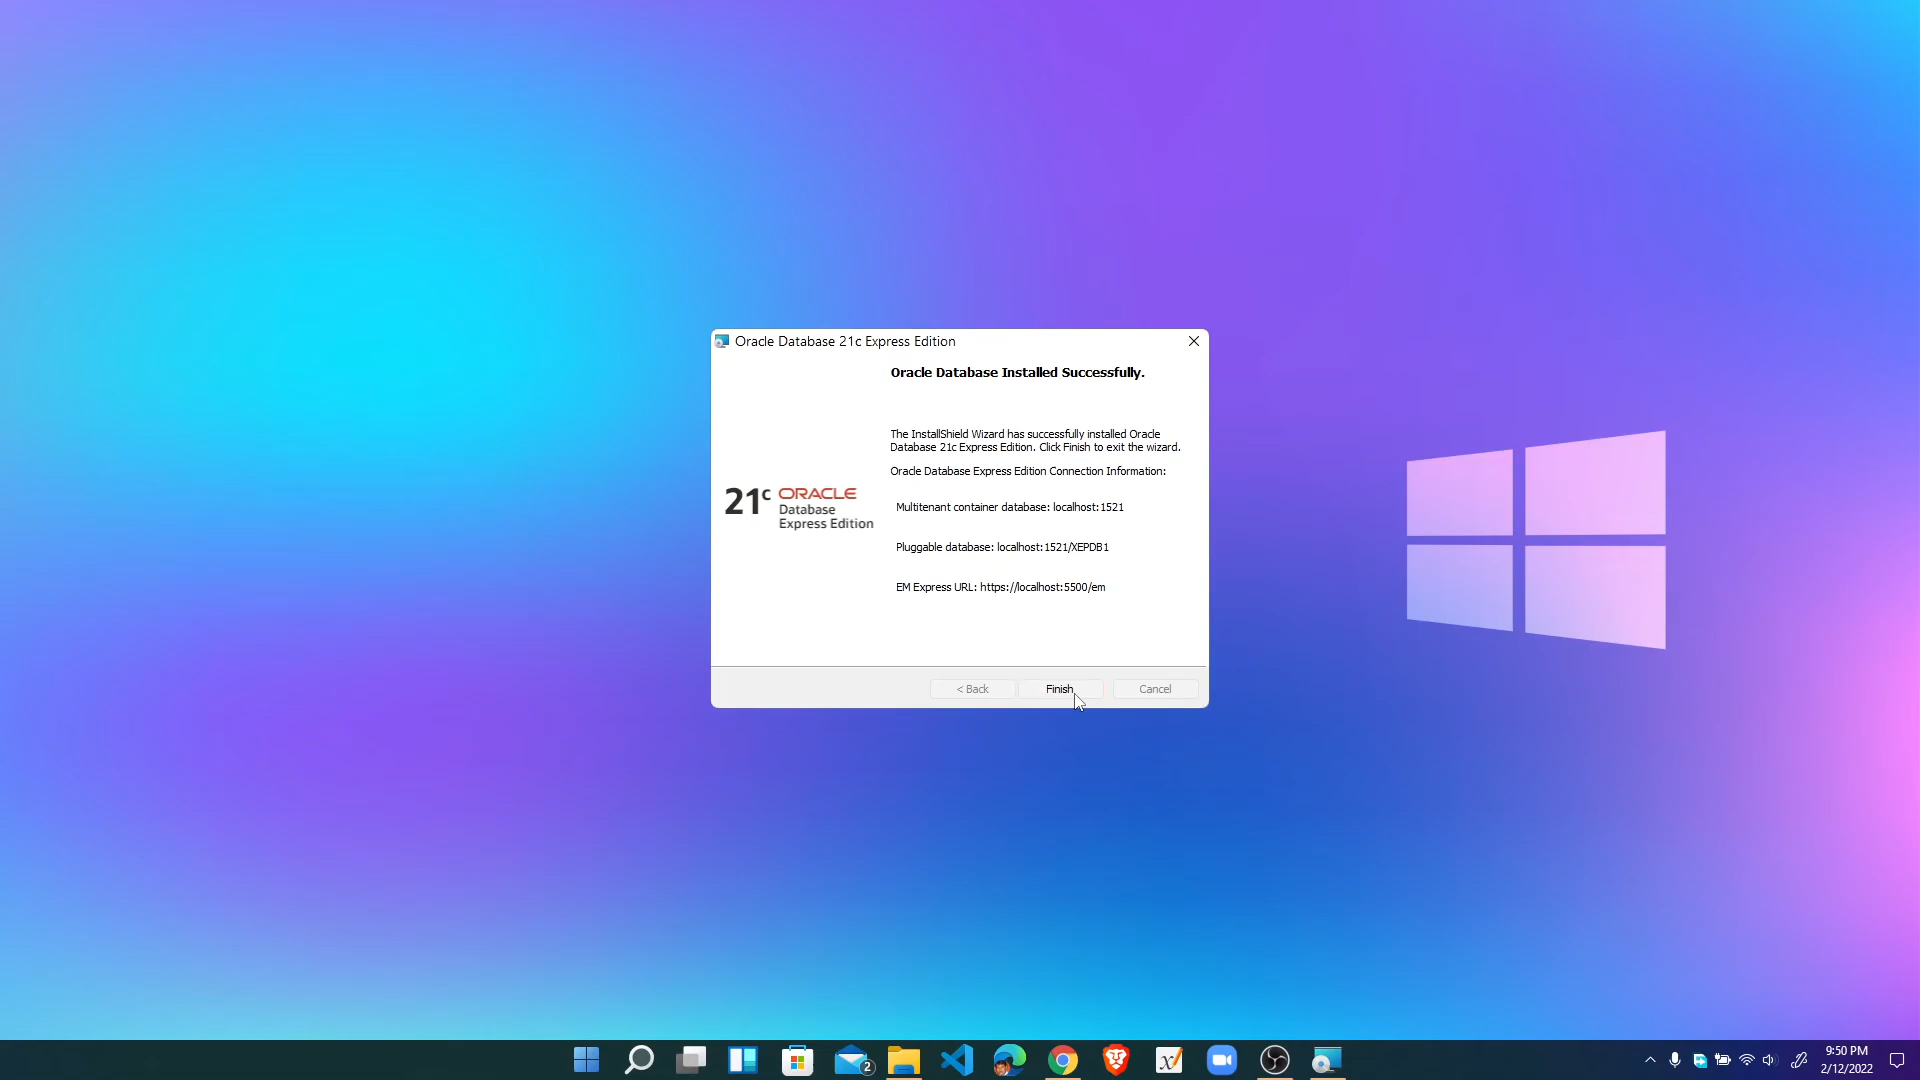 Oracle Database 21c Express Edition
Oracle Database Installed Successfully.
The InstallShield Wizard has successfully installed Oracle
Database 21c Express Edition. Click Finish to exit the wizard.
Oracle Database Express Edition Connection Information:
Multitenant container database: localhost:1521
Pluggable database: localhost:1521/XEPDB1
EM Express URL: https://localhost:5500/em
21c ORACLE
Database
Express Edition
< Back
Finish
Cancel
2
9:50 PM
2/12/2022